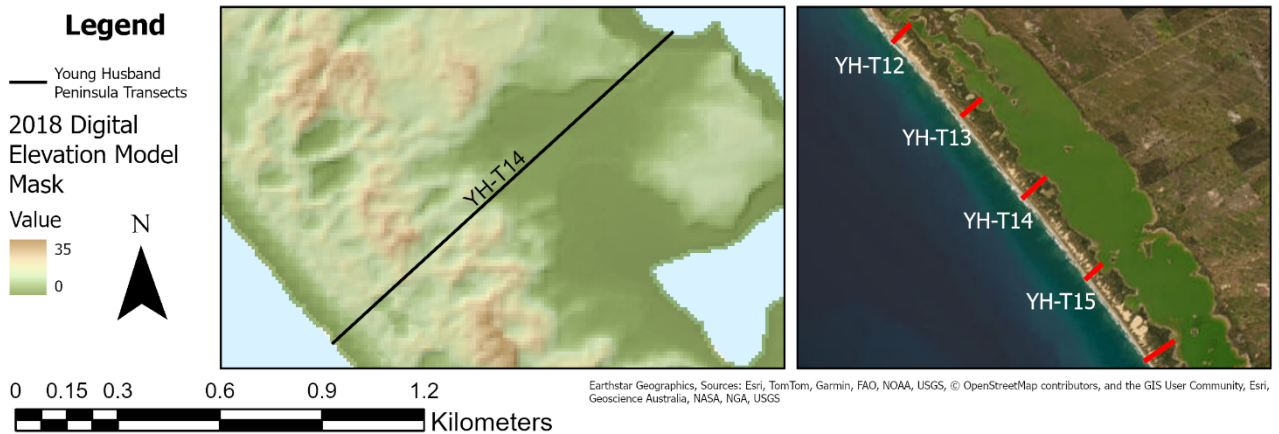 Legend
Young Husband
Peninsula Transects
2018 Digital
Elevation Model
Mask
Value
35
0
N
YH-T14
YH-T12
YH-T13
YH-T14
YH-T15
0 0.15 0.3 0.6 0.9 1.2
Kilometers
Earthstar Geographics, Sources: Esri, TomTom, Garmin, FAO, NOAA, USGS, © OpenStreetMap contributors, and the GIS User Community, Esri,
Geoscience Australia, NASA, NGA, USGS